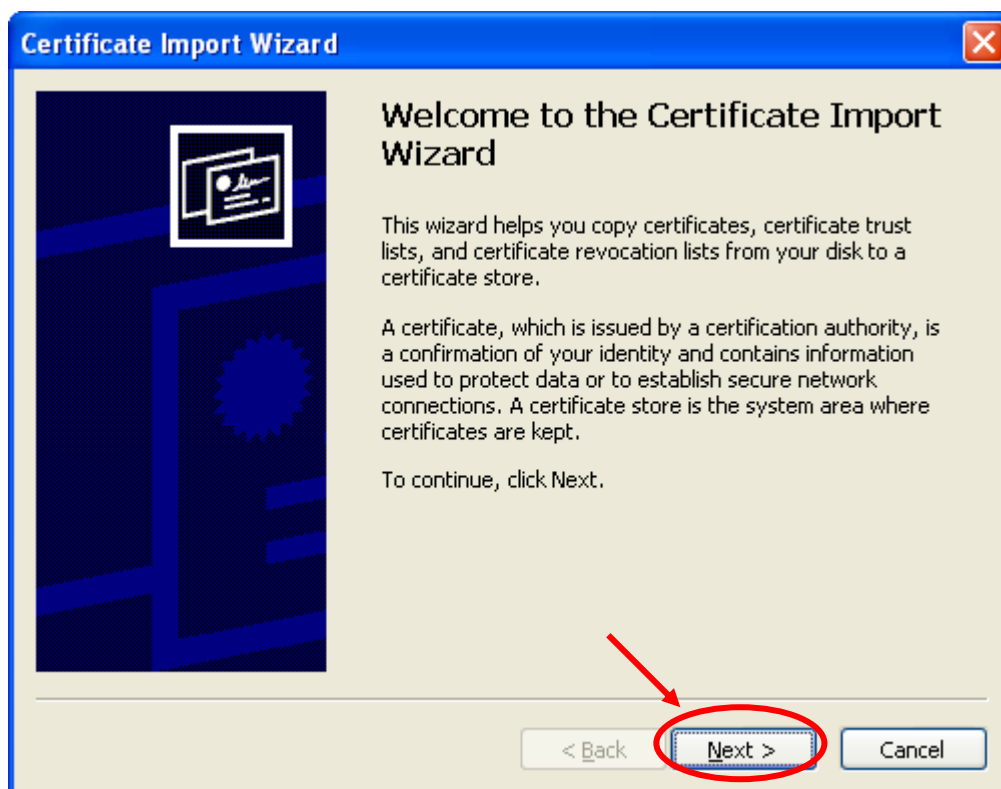 Certificate Import Wizard
Welcome to the Certificate Import
Wizard
This wizard helps you copy certificates, certificate trust
lists, and certificate revocation lists from your disk to a
certificate store.
A certificate, which is issued by a certification authority, is
a confirmation of your identity and contains information
used to protect data or to establish secure network
connections. A certificate store is the system area where
certificates are kept.
To continue, click Next.
< Back Next > Cancel